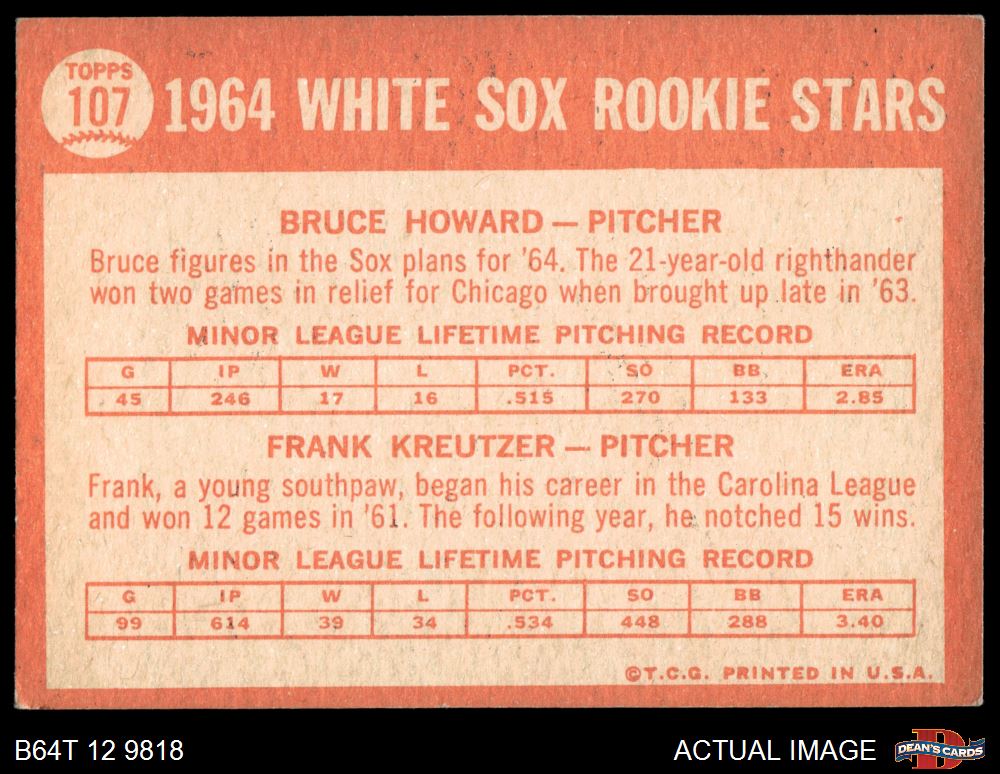 TOPPS
107
1964 WHITE SOX ROOKIE STARS
BRUCE HOWARD — PITCHER
Bruce figures in the Sox plans for '64. The 21-year-old righthander
won two games in relief for Chicago when brought up late in '63.
MINOR LEAGUE LIFETIME PITCHING RECORD
G IP W L PCT. SO BB ERA
45 246 17 16 .515 270 133 2.85
FRANK KREUTZER — PITCHER
Frank, a young southpaw, began his career in the Carolina League
and won 12 games in '61. The following year, he notched 15 wins.
MINOR LEAGUE LIFETIME PITCHING RECORD
G IP W L PCT. SO BB ERA
99 614 39 34 .534 448 288 3.40
©T.C.G. PRINTED IN U.S.A.
B64T 12 9818
ACTUAL IMAGE
D
DEAN'S CARDS